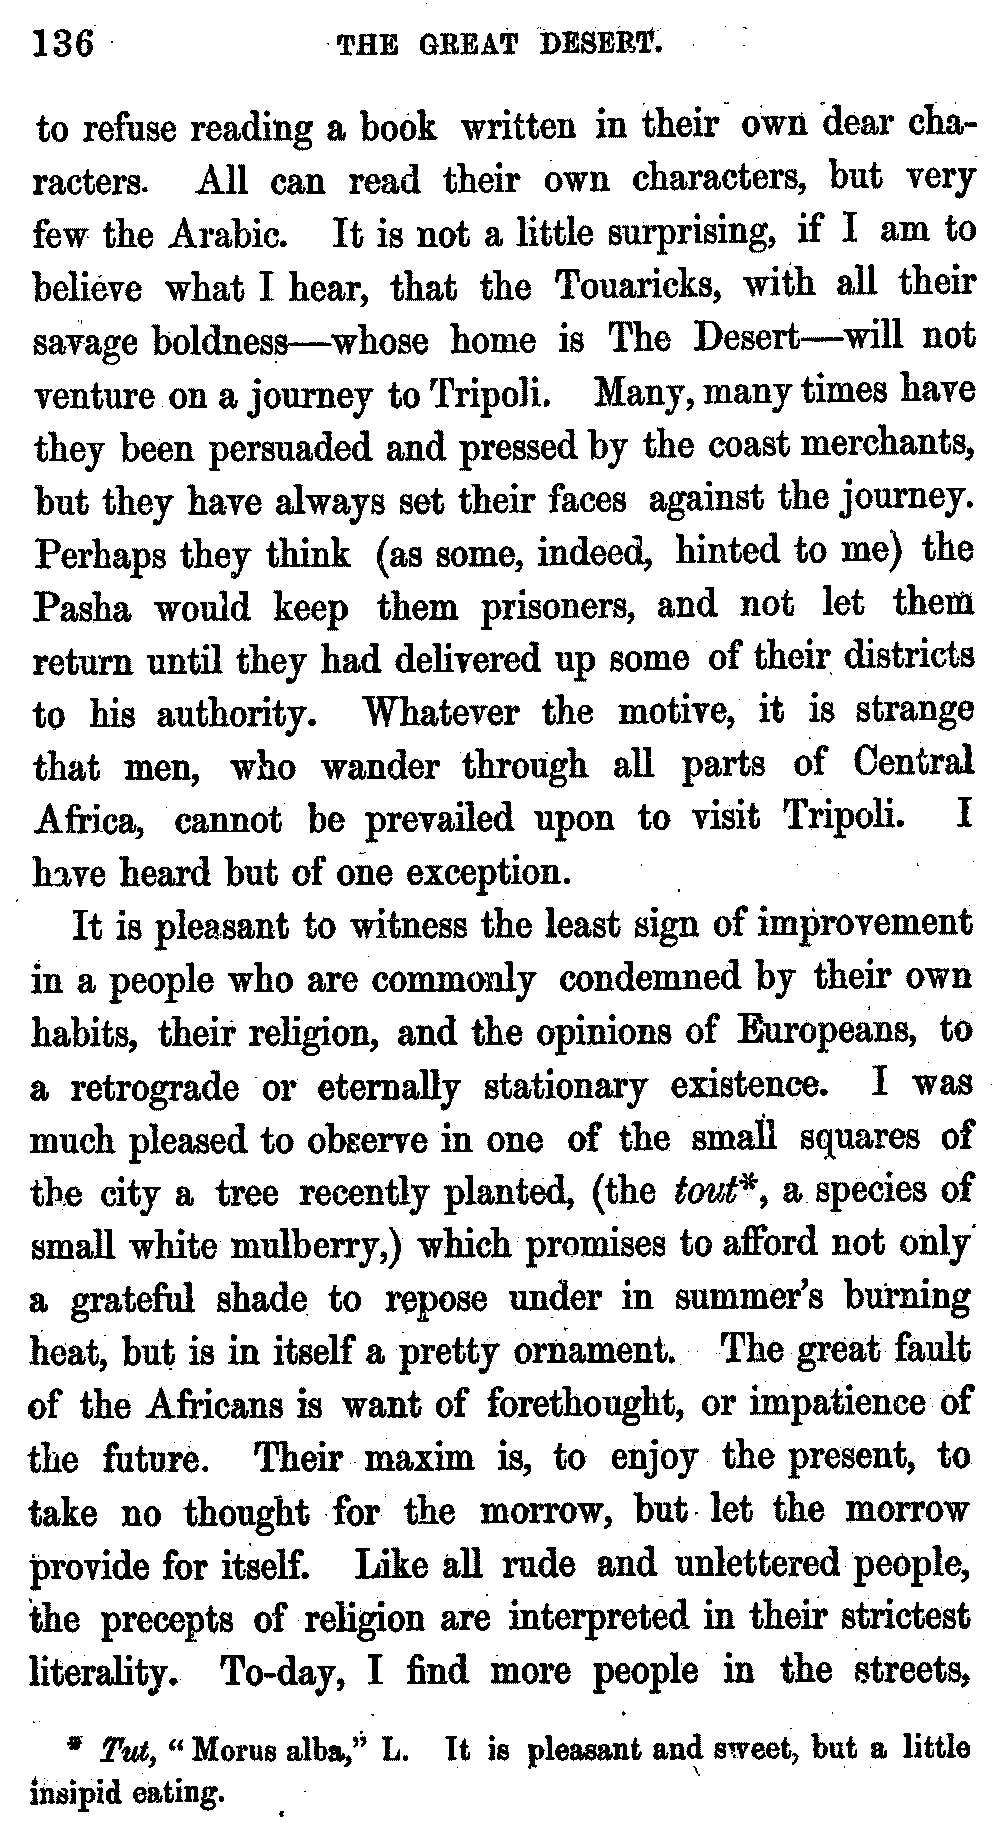 136 THE GREAT DESERT.
to refuse reading a book written in their own dear cha-
racters. All can read their own characters, but very
few the Arabic. It is not a little surprising, if I am to
believe what I hear, that the Touaricks, with all their
savage boldness—whose home is The Desert—will not
venture on a journey to Tripoli. Many, many times have
they been persuaded and pressed by the coast merchants,
but they have always set their faces against the journey.
Perhaps they think (as some, indeed, hinted to me) the
Pasha would keep them prisoners, and not let them
return until they had delivered up some of their districts
to his authority. Whatever the motive, it is strange
that men, who wander through all parts of Central
Africa, cannot be prevailed upon to visit Tripoli. I
have heard but of one exception.
It is pleasant to witness the least sign of improvement
in a people who are commonly condemned by their own
habits, their religion, and the opinions of Europeans, to
a retrograde or eternally stationary existence. I was
much pleased to observe in one of the small squares of
the city a tree recently planted, (the tout*, a species of
small white mulberry,) which promises to afford not only
a grateful shade to repose under in summer's burning
heat, but is in itself a pretty ornament. The great fault
of the Africans is want of forethought, or impatience of
the future. Their maxim is, to enjoy the present, to
take no thought for the morrow, but let the morrow
provide for itself. Like all rude and unlettered people,
the precepts of religion are interpreted in their strictest
literality. To-day, I find more people in the streets,
* Tut, "Morus alba," L. It is pleasant and sweet, but a little
insipid eating.